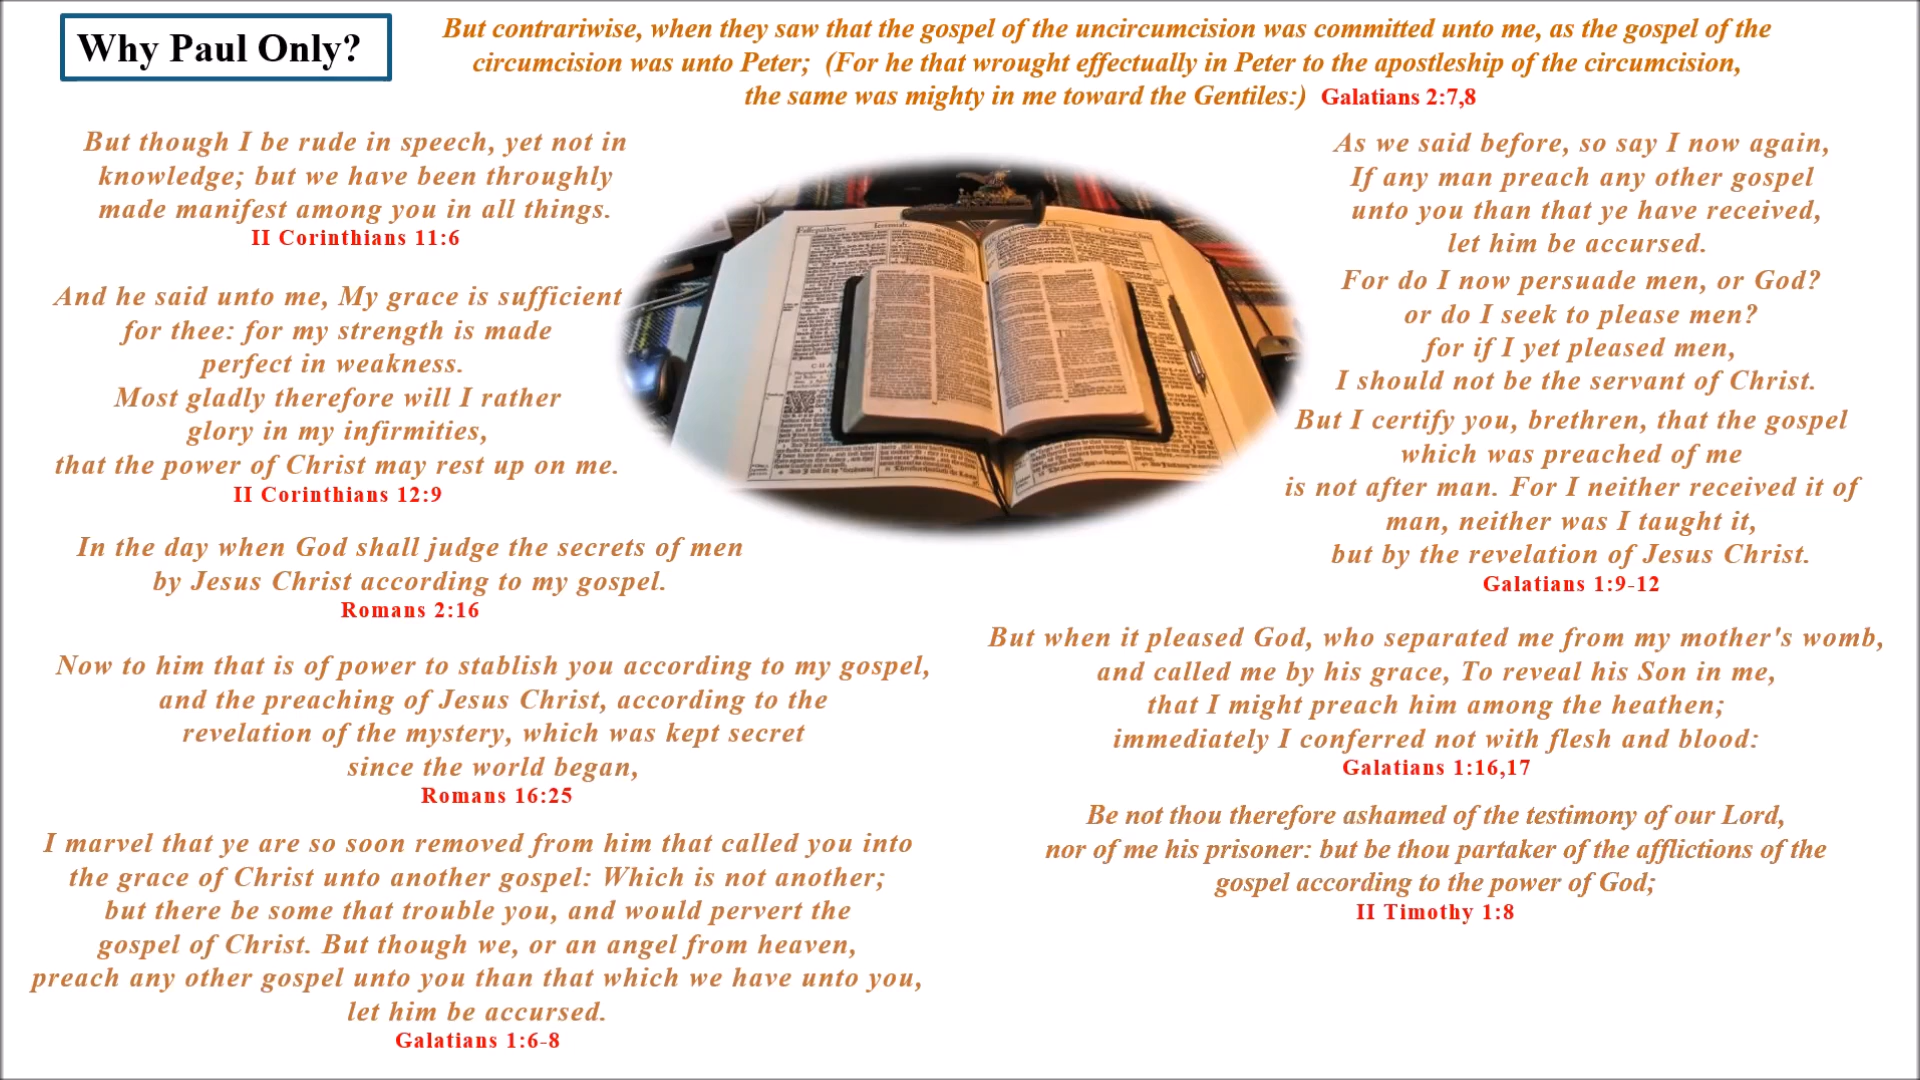 Why Paul Only?
But contrariwise, when they saw that the gospel of the uncircumcision was committed unto me, as the gospel of the
circumcision was unto Peter; (For he that wrought effectually in Peter to the apostleship of the circumcision,
the same was mighty in me toward the Gentiles:) Galatians 2:7,8
But though I be rude in speech, yet not in
knowledge; but we have been throughly
made manifest among you in all things.
II Corinthians 11:6
And he said unto me, My grace is sufficient
for thee: for my strength is made
perfect in weakness.
Most gladly therefore will I rather
glory in my infirmities,
that the power of Christ may rest up on me.
II Corinthians 12:9
In the day when God shall judge the secrets of men
by Jesus Christ according to my gospel.
Romans 2:16
Now to him that is of power to stablish you according to my gospel,
and the preaching of Jesus Christ, according to the
revelation of the mystery, which was kept secret
since the world began,
Romans 16:25
I marvel that ye are so soon removed from him that called you into
the grace of Christ unto another gospel: Which is not another;
but there be some that trouble you, and would pervert the
gospel of Christ. But though we, or an angel from heaven,
preach any other gospel unto you than that which we have unto you,
let him be accursed.
Galatians 1:6-8
As we said before, so say I now again,
If any man preach any other gospel
unto you than that ye have received,
let him be accursed.
For do I now persuade men, or God?
or do I seek to please men?
for if I yet pleased men,
I should not be the servant of Christ.
But I certify you, brethren, that the gospel
which was preached of me
is not after man. For I neither received it of
man, neither was I taught it,
but by the revelation of Jesus Christ.
Galatians 1:9-12
But when it pleased God, who separated me from my mother's womb,
and called me by his grace, To reveal his Son in me,
that I might preach him among the heathen;
immediately I conferred not with flesh and blood:
Galatians 1:16,17
Be not thou therefore ashamed of the testimony of our Lord,
nor of me his prisoner: but be thou partaker of the afflictions of the
gospel according to the power of God;
II Timothy 1:8
Jeremiah.